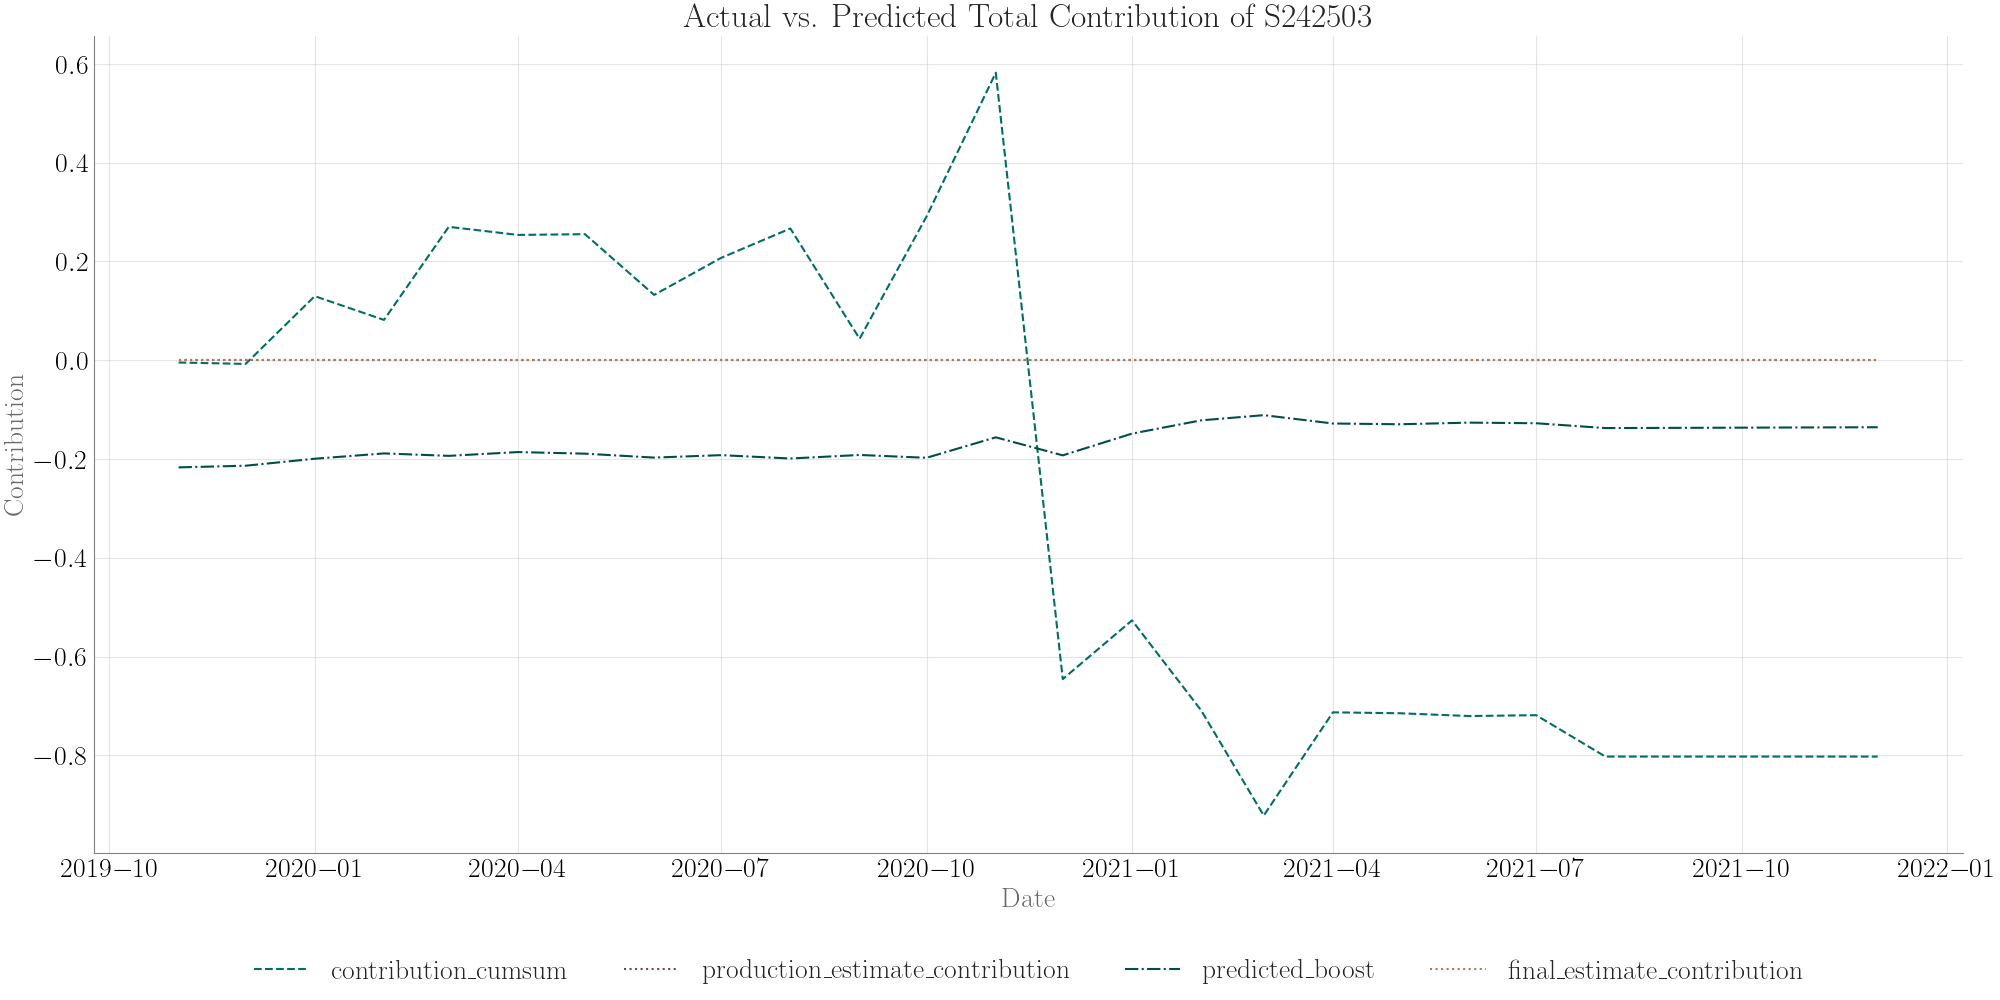 Actual vs. Predicted Total Contribution of S242503
0.6
0.4
0.2
0.0
−0.2
−0.4
−0.6
−0.8
Contribution
2019−10 2020−01 2020−04 2020−07 2020−10 2021−01 2021−04 2021−07 2021−10 2022−01
Date
contribution_cumsum production_estimate_contribution predicted_boost final_estimate_contribution